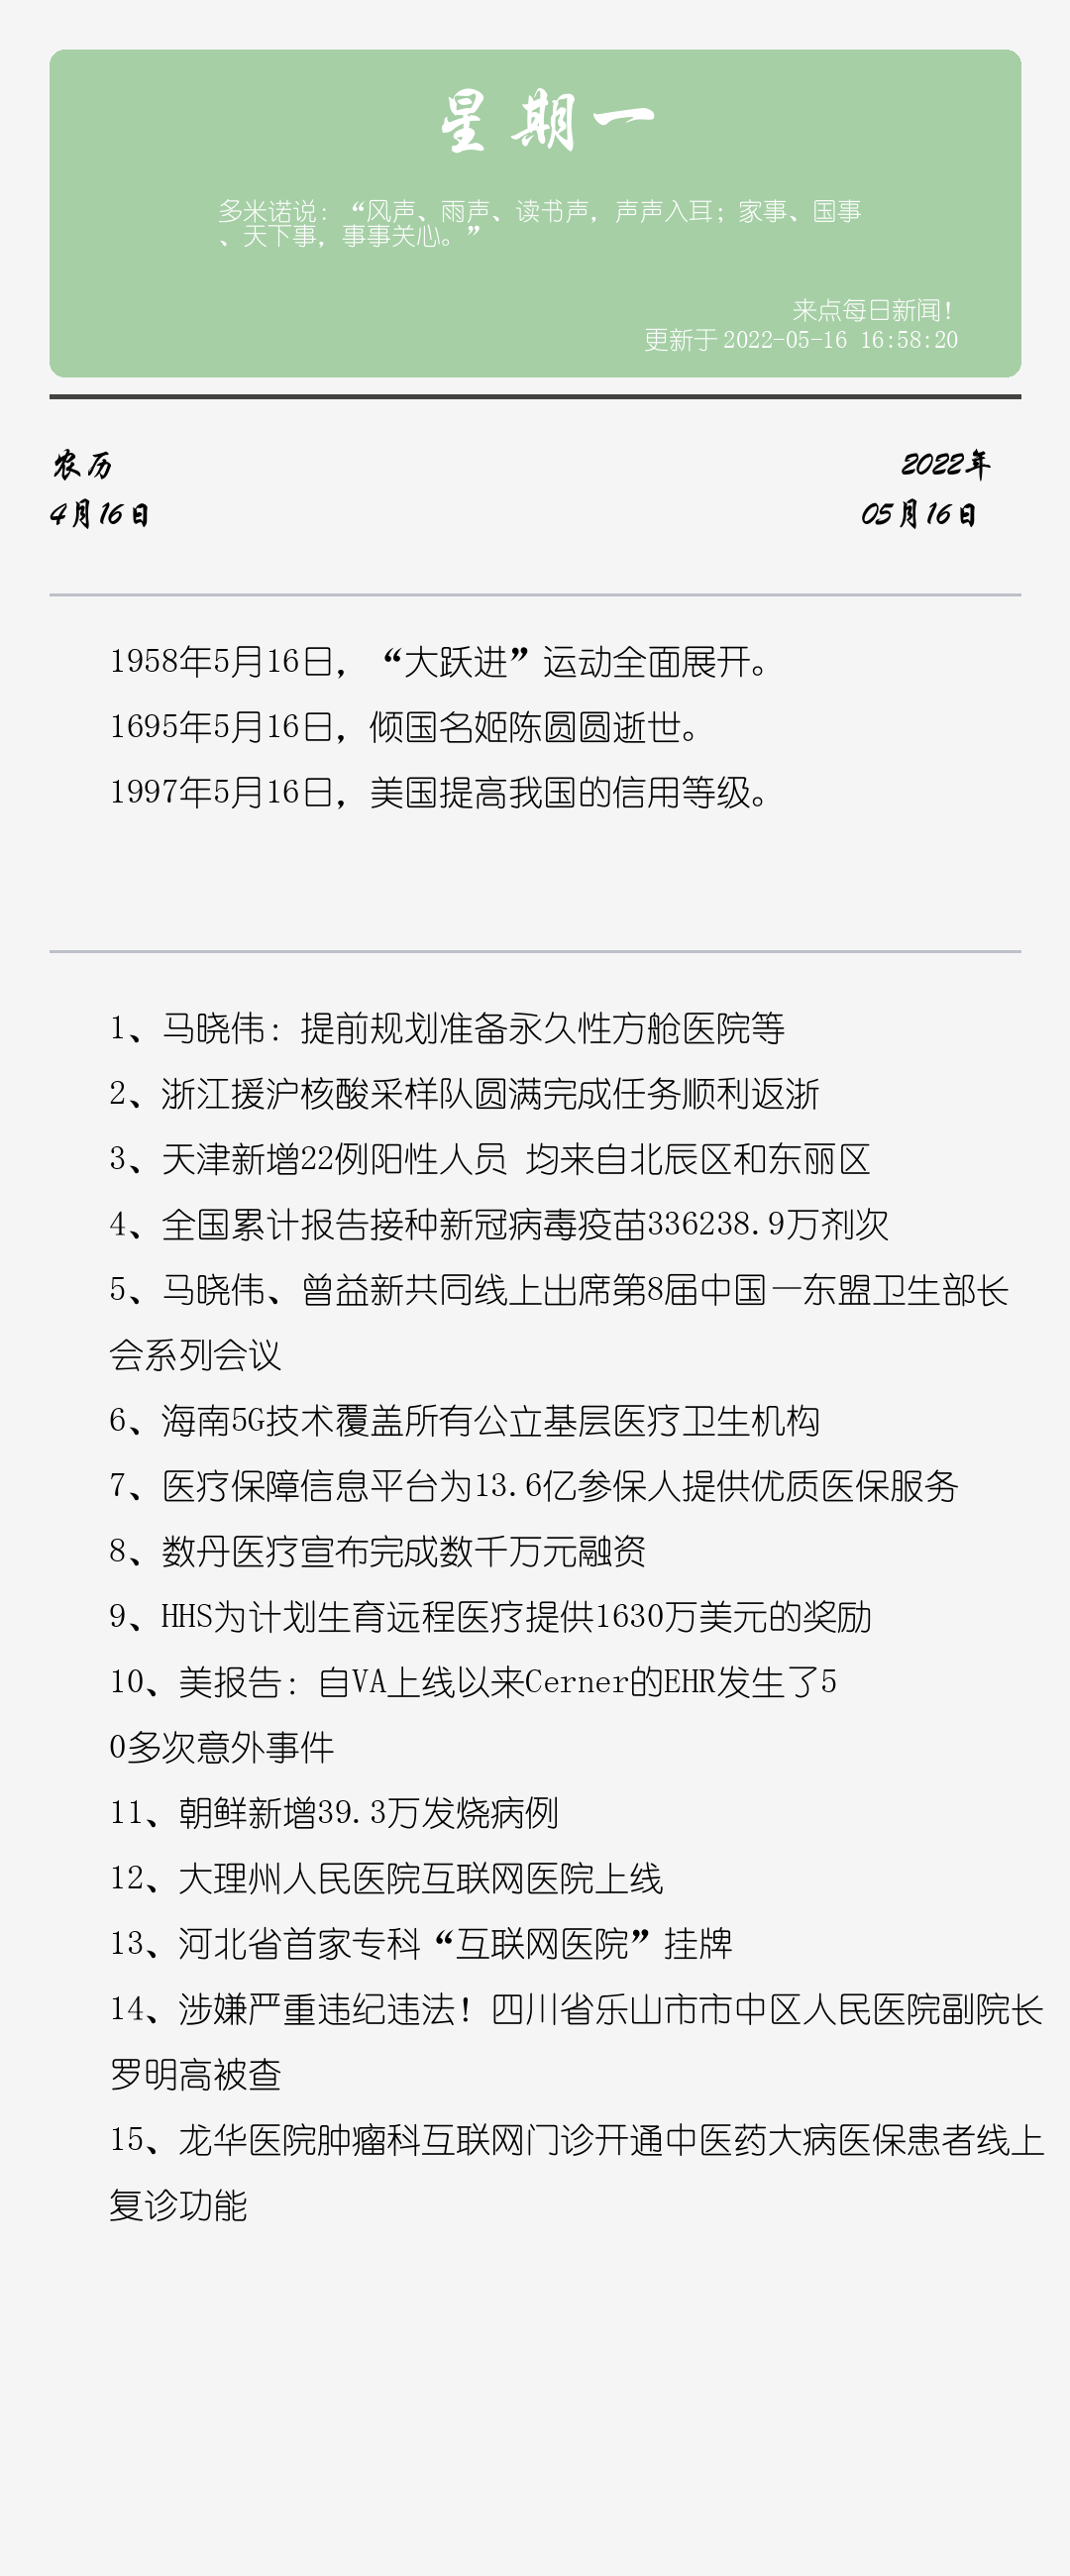 星期一
多米诺说：“风声、雨声、读书声，声声入耳；家事、国事
、天下事，事事关心。”
来点每日新闻！
更新于 2022-05-16 16:58:20
农历
2022年
4月16日
05月16日
1958年5月16日，“大跃进”运动全面展开。
1695年5月16日，倾国名姬陈圆圆逝世。
1997年5月16日，美国提高我国的信用等级。
1、马晓伟：提前规划准备永久性方舱医院等
2、浙江援沪核酸采样队圆满完成任务顺利返浙
3、天津新增22例阳性人员 均来自北辰区和东丽区
4、全国累计报告接种新冠病毒疫苗336238.9万剂次
5、马晓伟、曾益新共同线上出席第8届中国—东盟卫生部长
会系列会议
6、海南5G技术覆盖所有公立基层医疗卫生机构
7、医疗保障信息平台为13.6亿参保人提供优质医保服务
8、数丹医疗宣布完成数千万元融资
9、HHS为计划生育远程医疗提供1630万美元的奖励
10、美报告：自VA上线以来Cerner的EHR发生了5
0多次意外事件
11、朝鲜新增39.3万发烧病例
12、大理州人民医院互联网医院上线
13、河北省首家专科“互联网医院”挂牌
14、涉嫌严重违纪违法！四川省乐山市市中区人民医院副院长
罗明高被查
15、龙华医院肿瘤科互联网门诊开通中医药大病医保患者线上
复诊功能